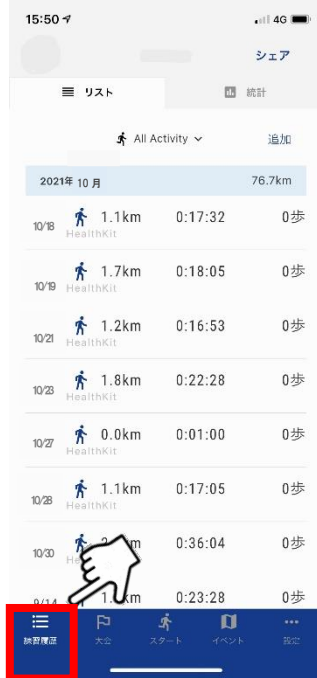 15:50 4G
シェア
リスト 統計
All Activity 追加
2021年 10 月 76.7km
10/18 1.1km 0:17:32 0歩
HealthKit
10/19 1.7km 0:18:05 0歩
HealthKit
10/21 1.2km 0:16:53 0歩
HealthKit
10/23 1.8km 0:22:28 0歩
HealthKit
10/27 0.0km 0:01:00 0歩
HealthKit
10/28 1.1km 0:17:05 0歩
HealthKit
10/30 0:36:04 0歩
9/14 0:23:28 0歩
練習履歴 大会 スタート イベント 設定